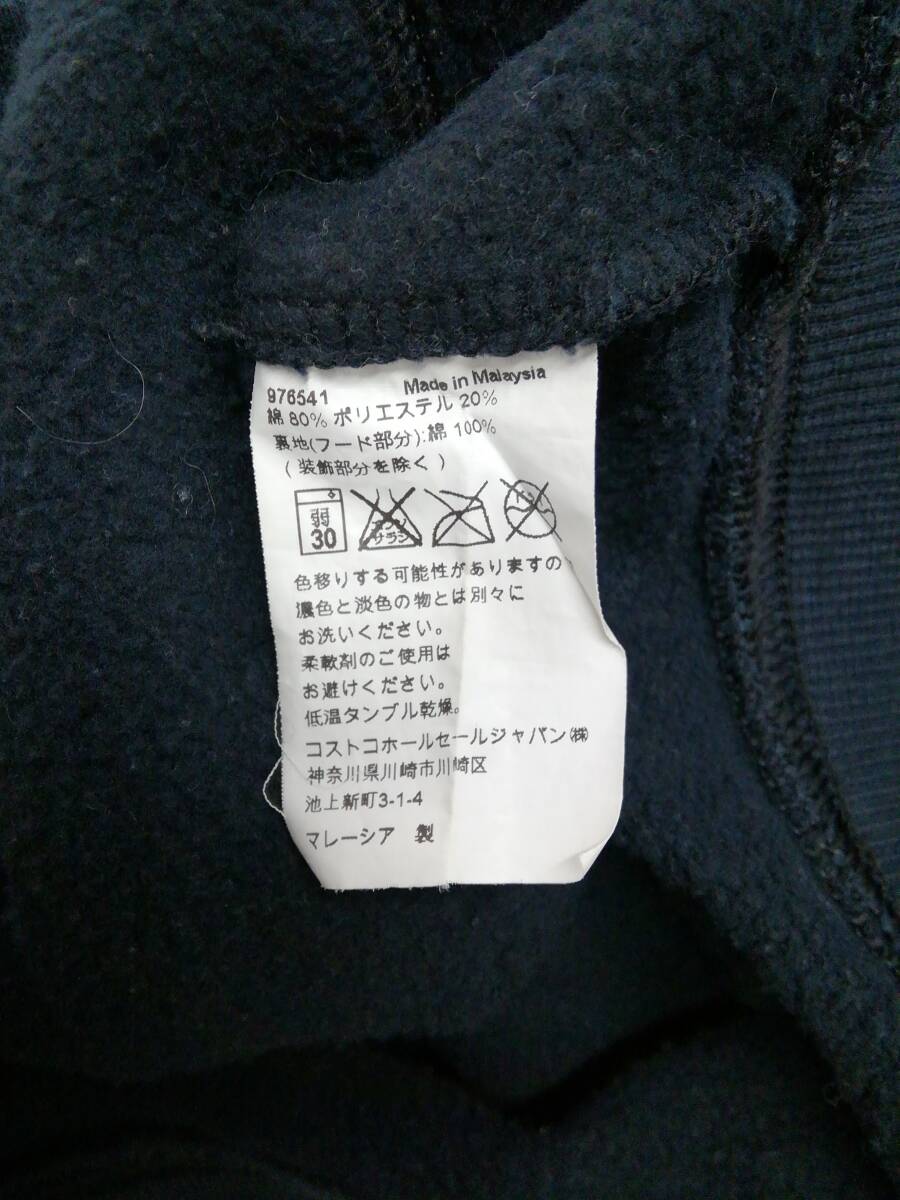 976541 Made in Malaysia
綿 80% ポリエステル 20%
裏地(フード部分):綿 100%
(装飾部分を除く)
弱
30
エンソ
サラシ
色移りする可能性がありますの
濃色と淡色の物とは別々に
お洗いください。
柔軟剤のご使用は
お避けください。
低温タンブル乾燥。
コストコホールセールジャパン㈱
神奈川県川崎市川崎区
池上新町3-1-4
マレーシア 製